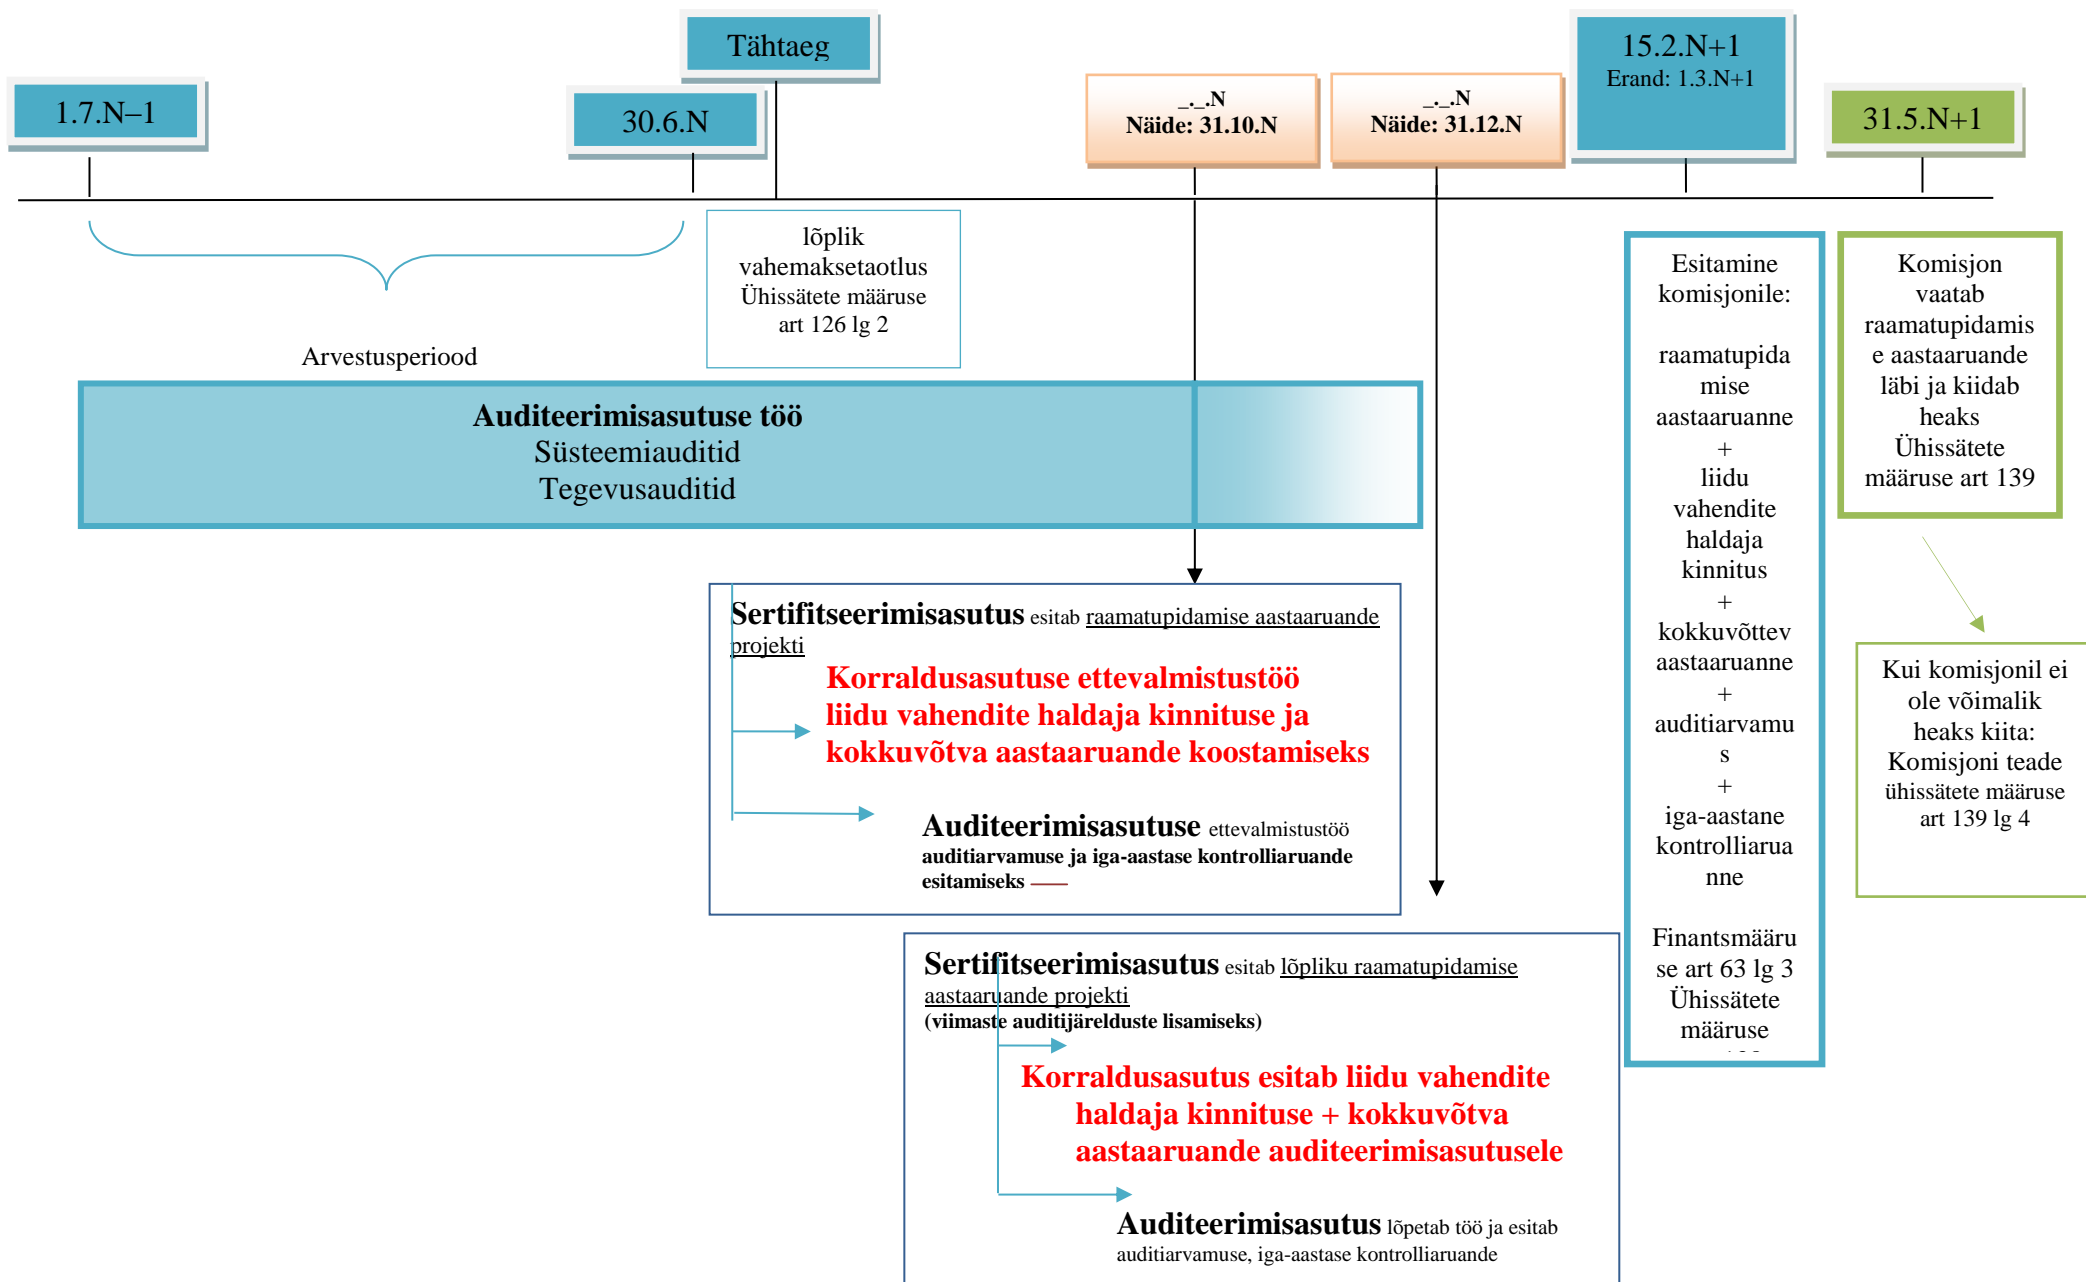 Tähtaeg
15.2.N+1
Erand: 1.3.N+1
1.7.N–1
30.6.N
_._.N
Näide: 31.10.N
_._.N
Näide: 31.12.N
31.5.N+1
lõplik
vahemaksetaotlus
Ühissätete määruse
art 126 lg 2
Arvestusperiood
Auditeerimisasutuse töö
Süsteemiauditid
Tegevusauditid
Esitamine
komisjonile:
raamatupida
mise
aastaaruanne
+
liidu
vahendite
haldaja
kinnitus
+
kokkuvõttev
aastaaruanne
+
auditiarvamu
s
+
iga-aastane
kontrolliarua
nne
Finantsmääru
se art 63 lg 3
Ühissätete
määruse
Komisjon
vaatab
raamatupidamis
e aastaaruande
läbi ja kiidab
heaks
Ühissätete
määruse art 139
Kui komisjonil ei
ole võimalik
heaks kiita:
Komisjoni teade
ühissätete määruse
art 139 lg 4
Sertifitseerimisasutus esitab raamatupidamise aastaaruande
projekti
Korraldusasutuse ettevalmistustöö
liidu vahendite haldaja kinnituse ja
kokkuvõtva aastaaruande koostamiseks
Auditeerimisasutuse ettevalmistustöö
auditiarvamuse ja iga-aastase kontrolliaruande
esitamiseks
Sertifitseerimisasutus esitab lõpliku raamatupidamise
aastaaruande projekti
(viimaste auditijärelduste lisamiseks)
Korraldusasutus esitab liidu vahendite
haldaja kinnituse + kokkuvõtva
aastaaruande auditeerimisasutusele
Auditeerimisasutus lõpetab töö ja esitab
auditiarvamuse, iga-aastase kontrolliaruande